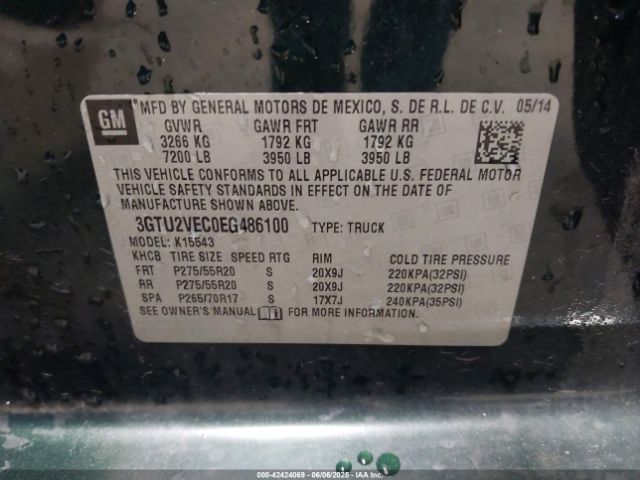 GM
MFD BY GENERAL MOTORS DE MEXICO, S. DE R.L. DE C.V. 05/14
GVWR GAWR FRT GAWR RR
3266 KG 1792 KG 1792 KG
7200 LB 3950 LB 3950 LB
THIS VEHICLE CONFORMS TO ALL APPLICABLE U.S. FEDERAL MOTOR
VEHICLE SAFETY STANDARDS IN EFFECT ON THE DATE OF
MANUFACTURE SHOWN ABOVE.
3GTU2VEC0EG486100 TYPE: TRUCK
MODEL: K15543
KHCB TIRE SIZE SPEED RTG RIM COLD TIRE PRESSURE
FRT P275/55R20 S 20X9J 220KPA(32PSI)
RR P275/55R20 S 20X9J 220KPA(32PSI)
SPA P265/70R17 S 17X7J 240KPA(35PSI)
SEE OWNER'S MANUAL FOR MORE INFORMATION.
000-42424069 | 06/06/2025 | IAA Inc.